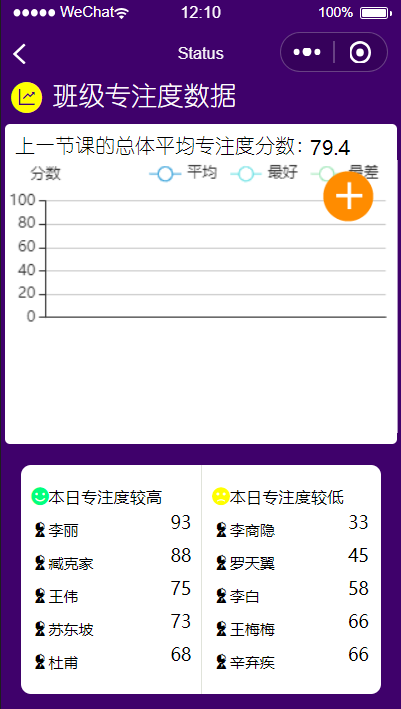 WeChat 12:10 100%
Status
班级专注度数据
上一节课的总体平均专注度分数：79.4
分数 平均 最好 最差
100
80
60
40
20
0
本日专注度较高 本日专注度较低
李丽 93 李商隐 33
臧克家 88 罗天翼 45
王伟 75 李白 58
苏东坡 73 王梅梅 66
杜甫 68 辛弃疾 66